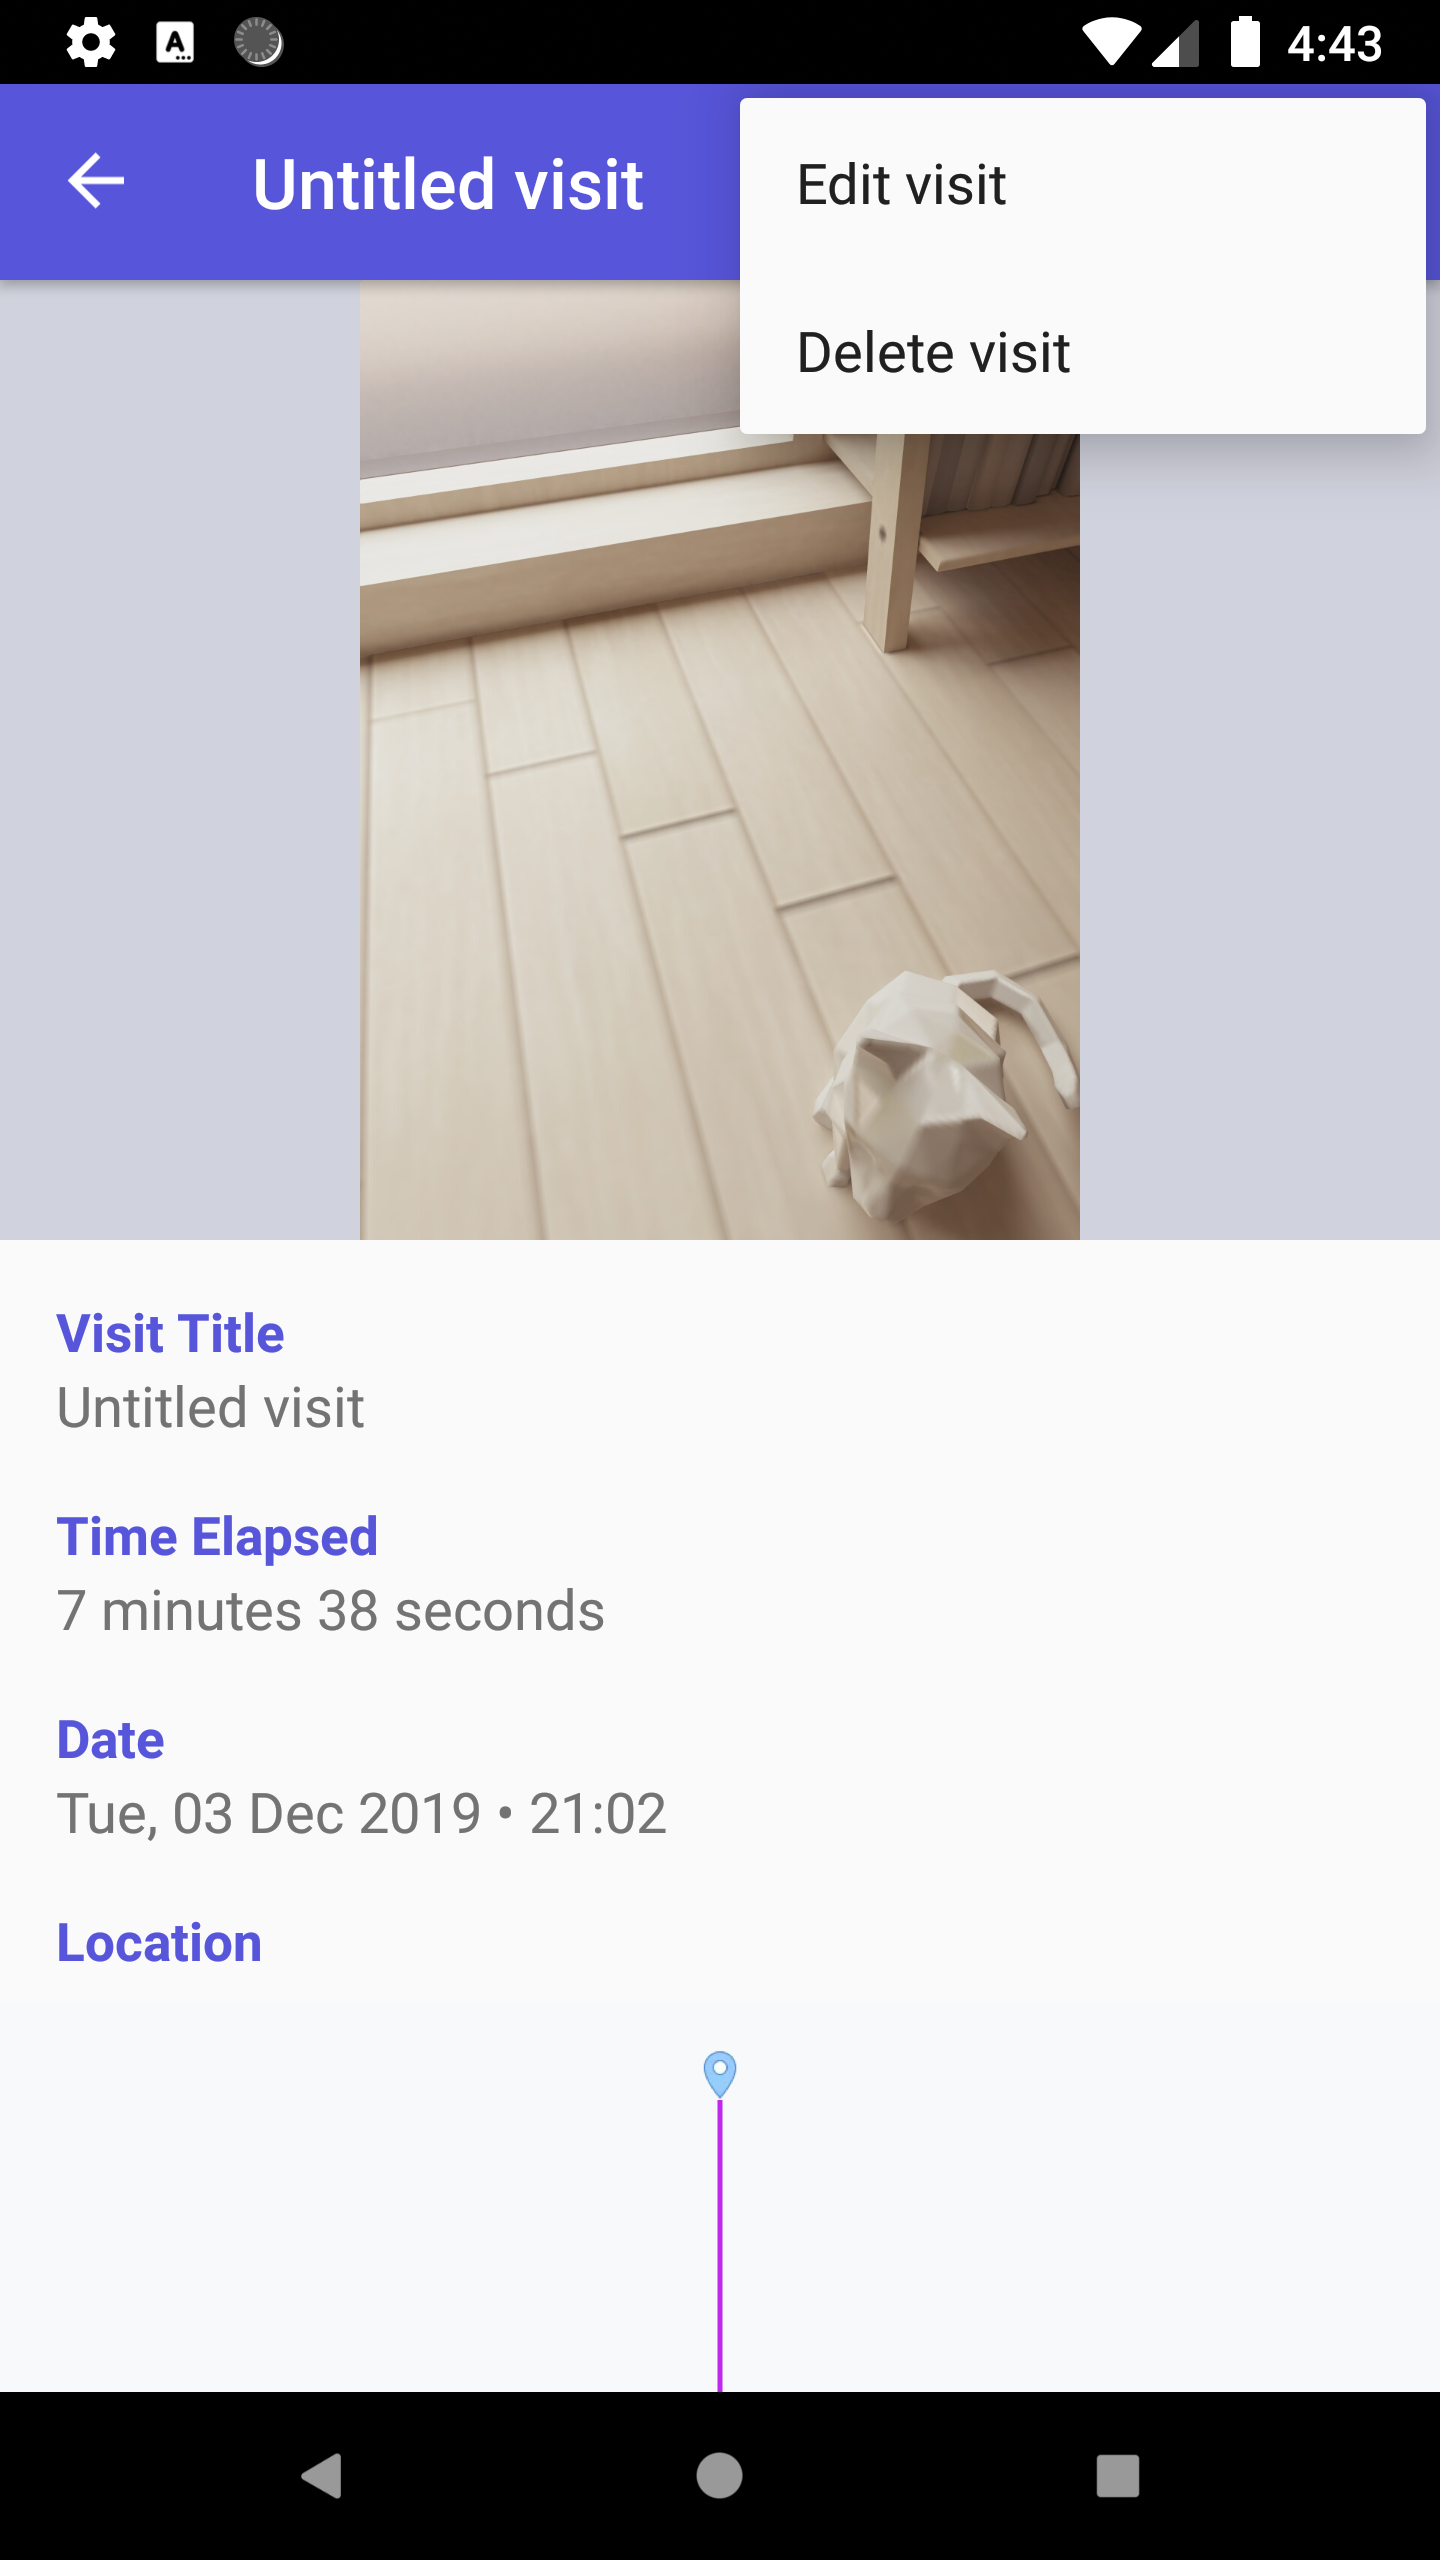 4:43
Untitled visit
Edit visit
Delete visit
Visit Title
Untitled visit
Time Elapsed
7 minutes 38 seconds
Date
Tue, 03 Dec 2019 • 21:02
Location